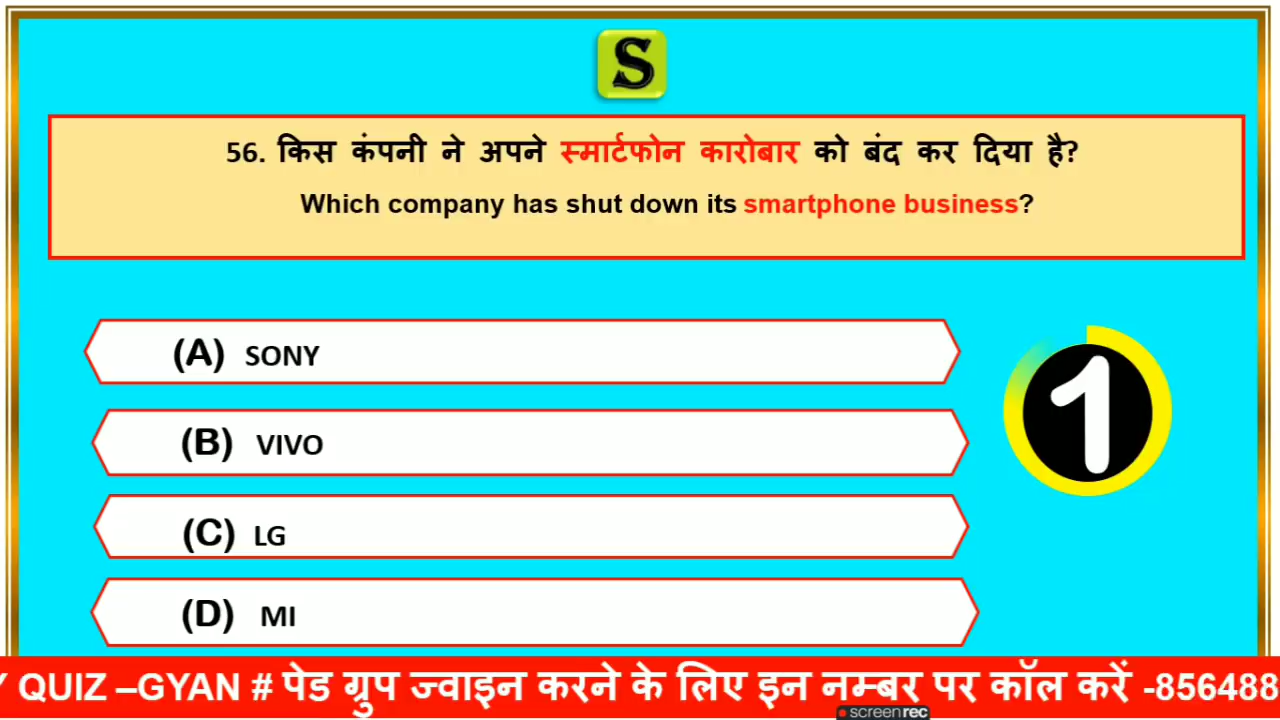 S
56. किस कंपनी ने अपने स्मार्टफोन कारोबार को बंद कर दिया है?
Which company has shut down its smartphone business?
(A) SONY
1
(B) VIVO
(C) LG
(D) MI
Y QUIZ –GYAN # पेड ग्रुप ज्वाइन करने के लिए इन नम्बर पर कॉल करें -856488
screenrec